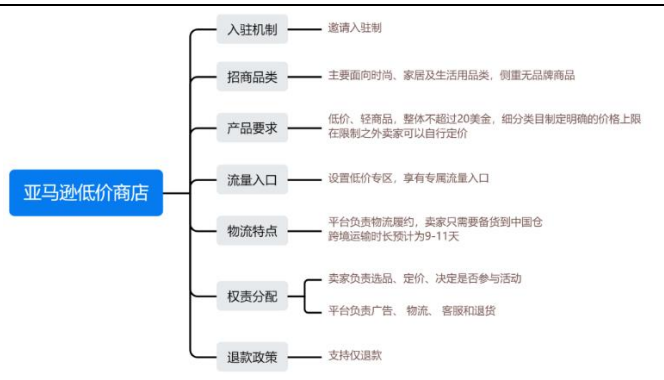 亚马逊低价商店
入驻机制
邀请入驻制
招商品类
主要面向时尚、家居及生活用品类，侧重无品牌商品
产品要求
低价、轻商品，整体不超过20美金，细分类目制定明确的价格上限
在限制之外卖家可以自行定价
流量入口
设置低价专区，享有专属流量入口
物流特点
平台负责物流履约，卖家只需要备货到中国仓
跨境运输时长预计为9-11天
权责分配
卖家负责选品、定价、决定是否参与活动
平台负责广告、 物流、 客服和退货
退款政策
支持仅退款